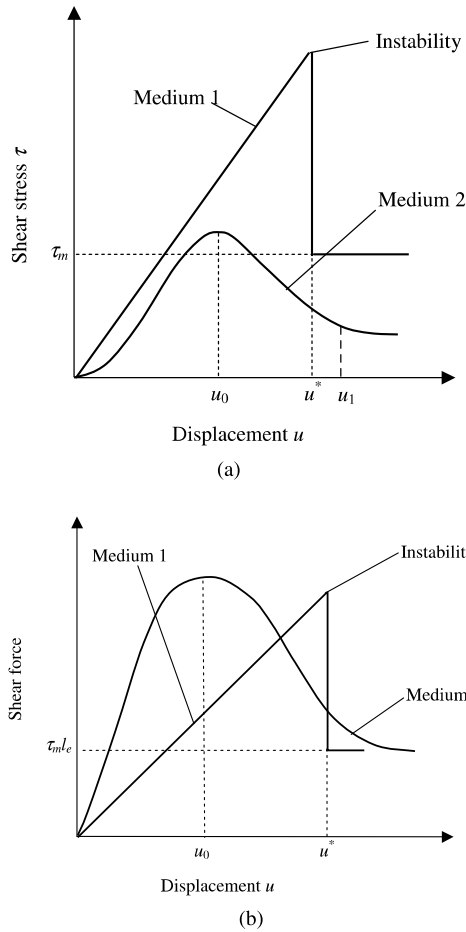 Instability
Medium 1
Shear stress τ
Medium 2
τm
u0
u*
u1
Displacement u
(a)
Medium 1
Instabilit
Shear force
Medium
τmle
u0
u*
Displacement u
(b)